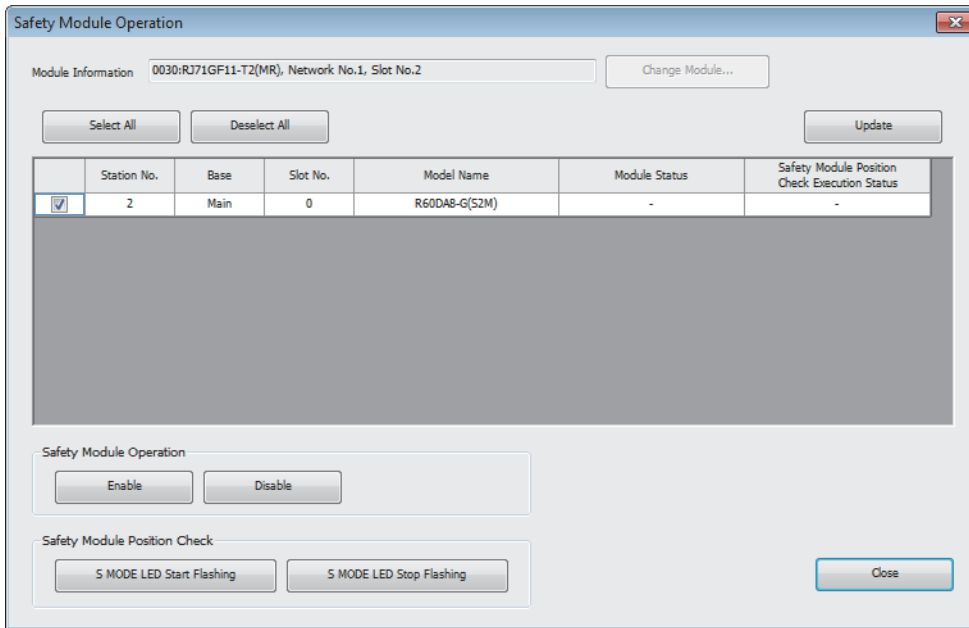 Safety Module Operation
Module Information 0030:RJ71GF11-T2(MR), Network No.1, Slot No.2 Change Module...
Select All Deselect All Update
Station No. Base Slot No. Model Name Module Status Safety Module Position
Check Execution Status
2 Main 0 R60DA8-G(S2M) - -
Safety Module Operation
Enable Disable
Safety Module Position Check
S MODE LED Start Flashing S MODE LED Stop Flashing Close